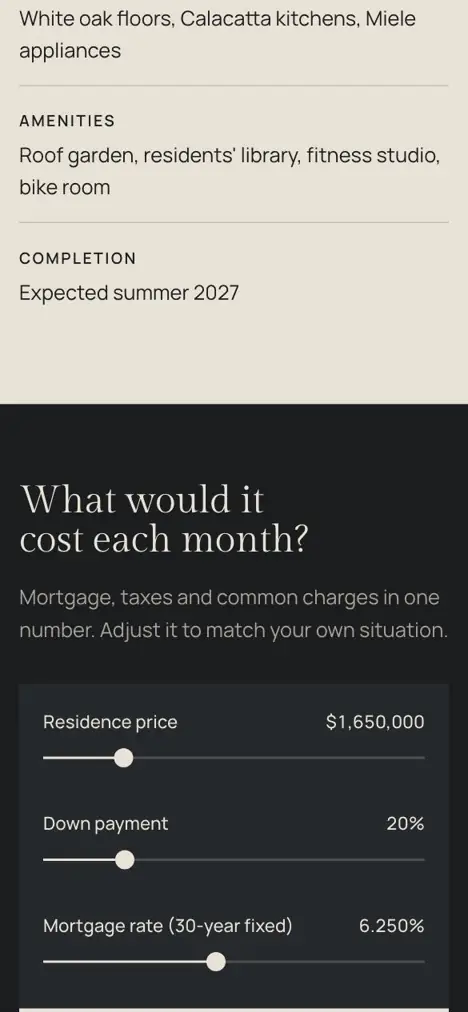 White oak floors, Calacatta kitchens, Miele
appliances
AMENITIES
Roof garden, residents' library, fitness studio,
bike room
COMPLETION
Expected summer 2027
What would it
cost each month?
Mortgage, taxes and common charges in one
number. Adjust it to match your own situation.
Residence price $1,650,000
Down payment 20%
Mortgage rate (30-year fixed) 6.250%